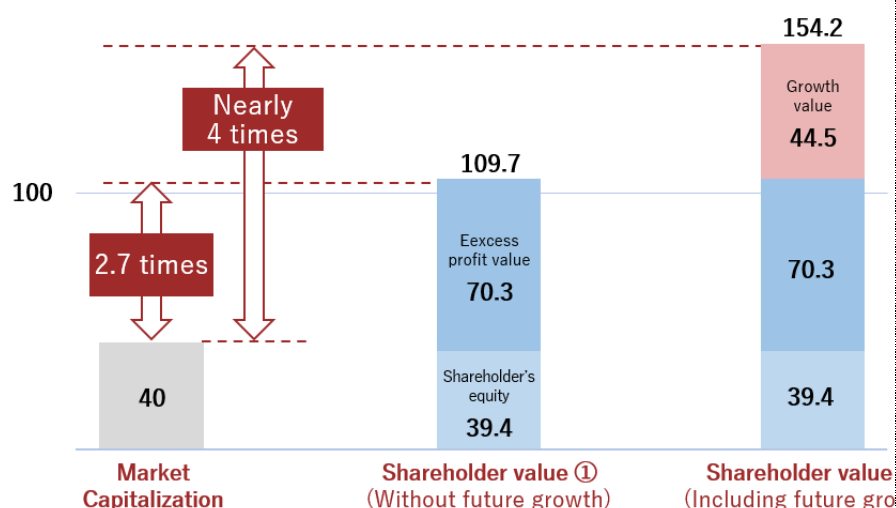 154.2
Growth
value
44.5
Nearly
4 times
109.7
100
Eexcess
profit value
70.3
70.3
2.7 times
Shareholder's
equity
39.4
40
39.4
Market
Capitalization
Shareholder value ①
(Without future growth)
Shareholder value
(Including future gro